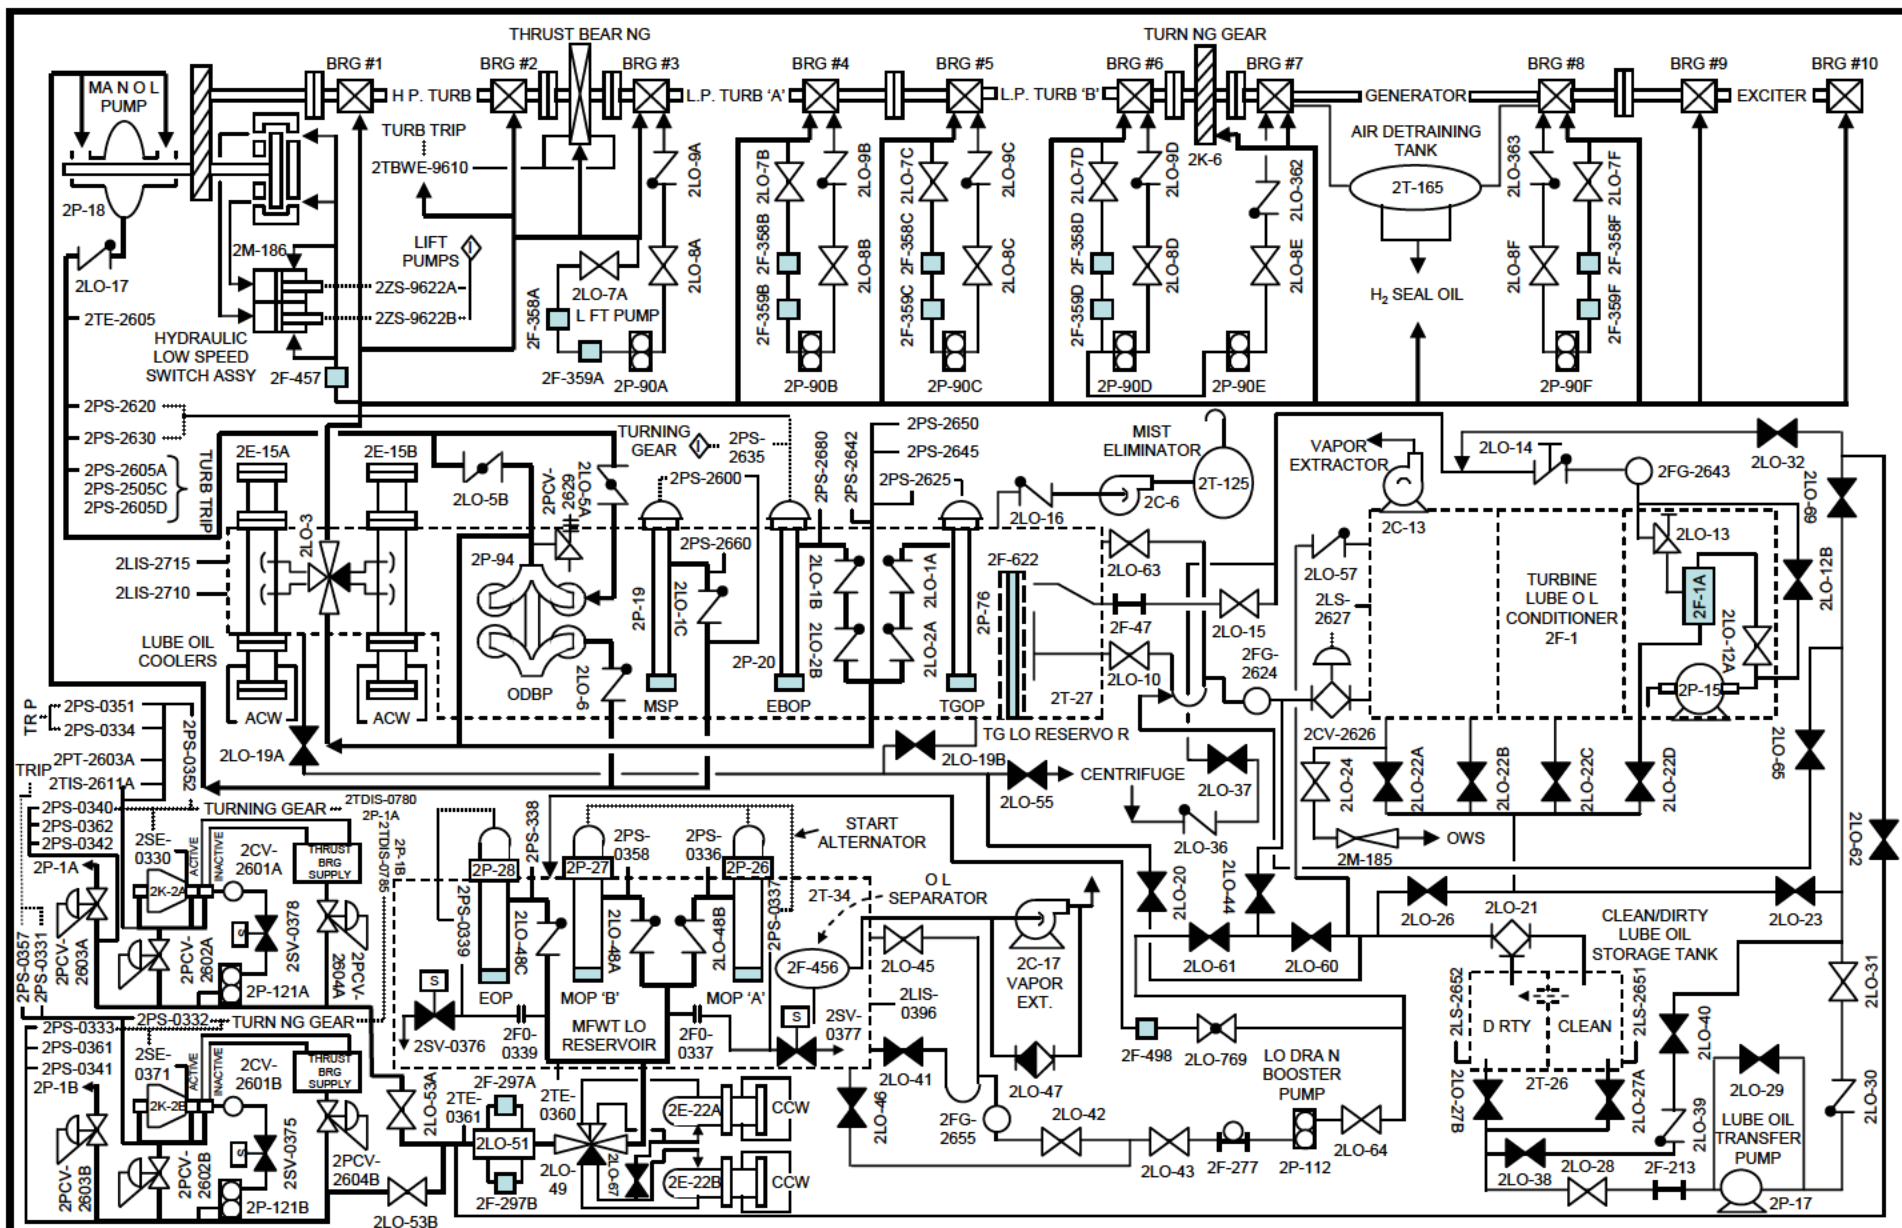 THRUST BEAR NG
TURN NG GEAR
BRG #1
BRG #2
BRG #3
BRG #4
BRG #5
BRG #6
BRG #7
BRG #8
BRG #9
BRG #10
MA N O L
PUMP
H P. TURB
L.P. TURB 'A'
L.P. TURB 'B'
GENERATOR
EXCITER
TURB TRIP
2TBWE-9610
2LO-9A
2LO-7B
2LO-9B
2LO-7C
2LO-9C
2LO-7D
2LO-9D
2K-6
2LO-362
AIR DETRAINING
TANK
2T-165
2LO-363
2LO-7F
2P-18
2M-186
LIFT
PUMPS
I
2LO-17
2ZS-9622A
2ZS-9622B
2LO-7A
2LO-8A
2F-358A
L FT PUMP
2F-359A
2P-90A
2F-358B
2F-359B
2LO-8B
2P-90B
2F-358C
2F-359C
2LO-8C
2P-90C
2F-358D
2F-359D
2LO-8D
2P-90D
2LO-8E
2P-90E
H2 SEAL OIL
2LO-8F
2F-358F
2F-359F
2P-90F
2TE-2605
HYDRAULIC
LOW SPEED
SWITCH ASSY
2F-457
2PS-2620
2PS-2630
2PS-2605A
2PS-2505C
2PS-2605D
TURB TRIP
2E-15A
2E-15B
2LO-3
2LO-5B
2PCV-
2629
2LO-5A
TURNING
GEAR
I
2PS-
2635
2PS-2600
2PS-2680
2PS-2642
2PS-2650
2PS-2645
2PS-2625
MIST
ELIMINATOR
2C-6
2T-125
2LO-16
VAPOR
EXTRACTOR
2C-13
2LO-14
2FG-2643
2LO-32
2LO-69
2LIS-2715
2LIS-2710
LUBE OIL
COOLERS
ACW
ACW
2P-94
ODBP
2LO-6
2P-19
MSP
2PS-2660
2LO-1C
2P-20
EBOP
2LO-1B
2LO-2B
2LO-1A
2LO-2A
2P-76
TGOP
2F-622
2T-27
TG LO RESERVO R
2LO-63
2F-47
2LO-15
2LO-10
2FG-
2624
2LO-57
2LS-
2627
2CV-2626
TURBINE
LUBE O L
CONDITIONER
2F-1
2LO-13
2F-1A
2LO-12A
2LO-12B
2P-15
2LO-65
2LO-19A
2LO-19B
2LO-55
CENTRIFUGE
2LO-37
2LO-36
2LO-24
2LO-22A
2LO-22B
2LO-22C
2LO-22D
2M-185
OWS
2LO-62
TR P
2PS-0351
2PS-0334
2PT-2603A
TRIP
2TIS-2611A
2PS-0352
2PS-0340
2PS-0362
2PS-0342
TURNING GEAR
2TDIS-0780
2P-1A
2TDIS-0785
2P-1B
2SE-
0330
ACTIVE
INACTIVE
2CV-
2601A
THRUST
BRG
SUPPLY
2P-1A
2K-2A
2SV-0378
S
2PCV-
2603A
2PCV-
2602A
2P-121A
2PCV-
2604A
2PS-0357
2PS-0331
2PS-0333
2PS-0361
2PS-0341
2PS-0332
TURN NG GEAR
2SE-
0371
ACTIVE
INACTIVE
2CV-
2601B
THRUST
BRG
SUPPLY
2P-1B
2K-2B
2SV-0375
S
2PCV-
2603B
2PCV-
2602B
2P-121B
2PCV-
2604B
2LO-53A
2LO-53B
2PS-338
2P-28
2P-27
2P-26
2PS-
0358
2PS-
0336
START
ALTERNATOR
2PS-0339
2LO-48C
2LO-48A
2LO-48B
2PS-0337
EOP
MOP 'B'
MOP 'A'
MFWT LO
RESERVOIR
S
2SV-0376
2F0-
0339
2F0-
0337
S
2SV-
0377
2T-34
O L
SEPARATOR
2F-456
2LO-45
2C-17
VAPOR
EXT.
2LIS-
0396
2LO-41
2LO-47
2LO-46
2FG-
2655
2LO-42
2LO-43
2F-277
2P-112
2LO-64
LO DRA N
BOOSTER
PUMP
2F-498
2LO-769
2LO-20
2LO-44
2LO-61
2LO-60
2LO-26
2LO-21
2LO-23
CLEAN/DIRTY
LUBE OIL
STORAGE TANK
2LS-2652
2LS-2651
D RTY
CLEAN
2T-26
2LO-27B
2LO-27A
2LO-40
2LO-39
2LO-31
2LO-30
2LO-29
LUBE OIL
TRANSFER
PUMP
2LO-38
2LO-28
2F-213
2P-17
2TE-
0361
2F-297A
2LO-51
2F-297B
2TE-
0360
2LO-
49
2LO-67
2E-22A
2E-22B
CCW
CCW